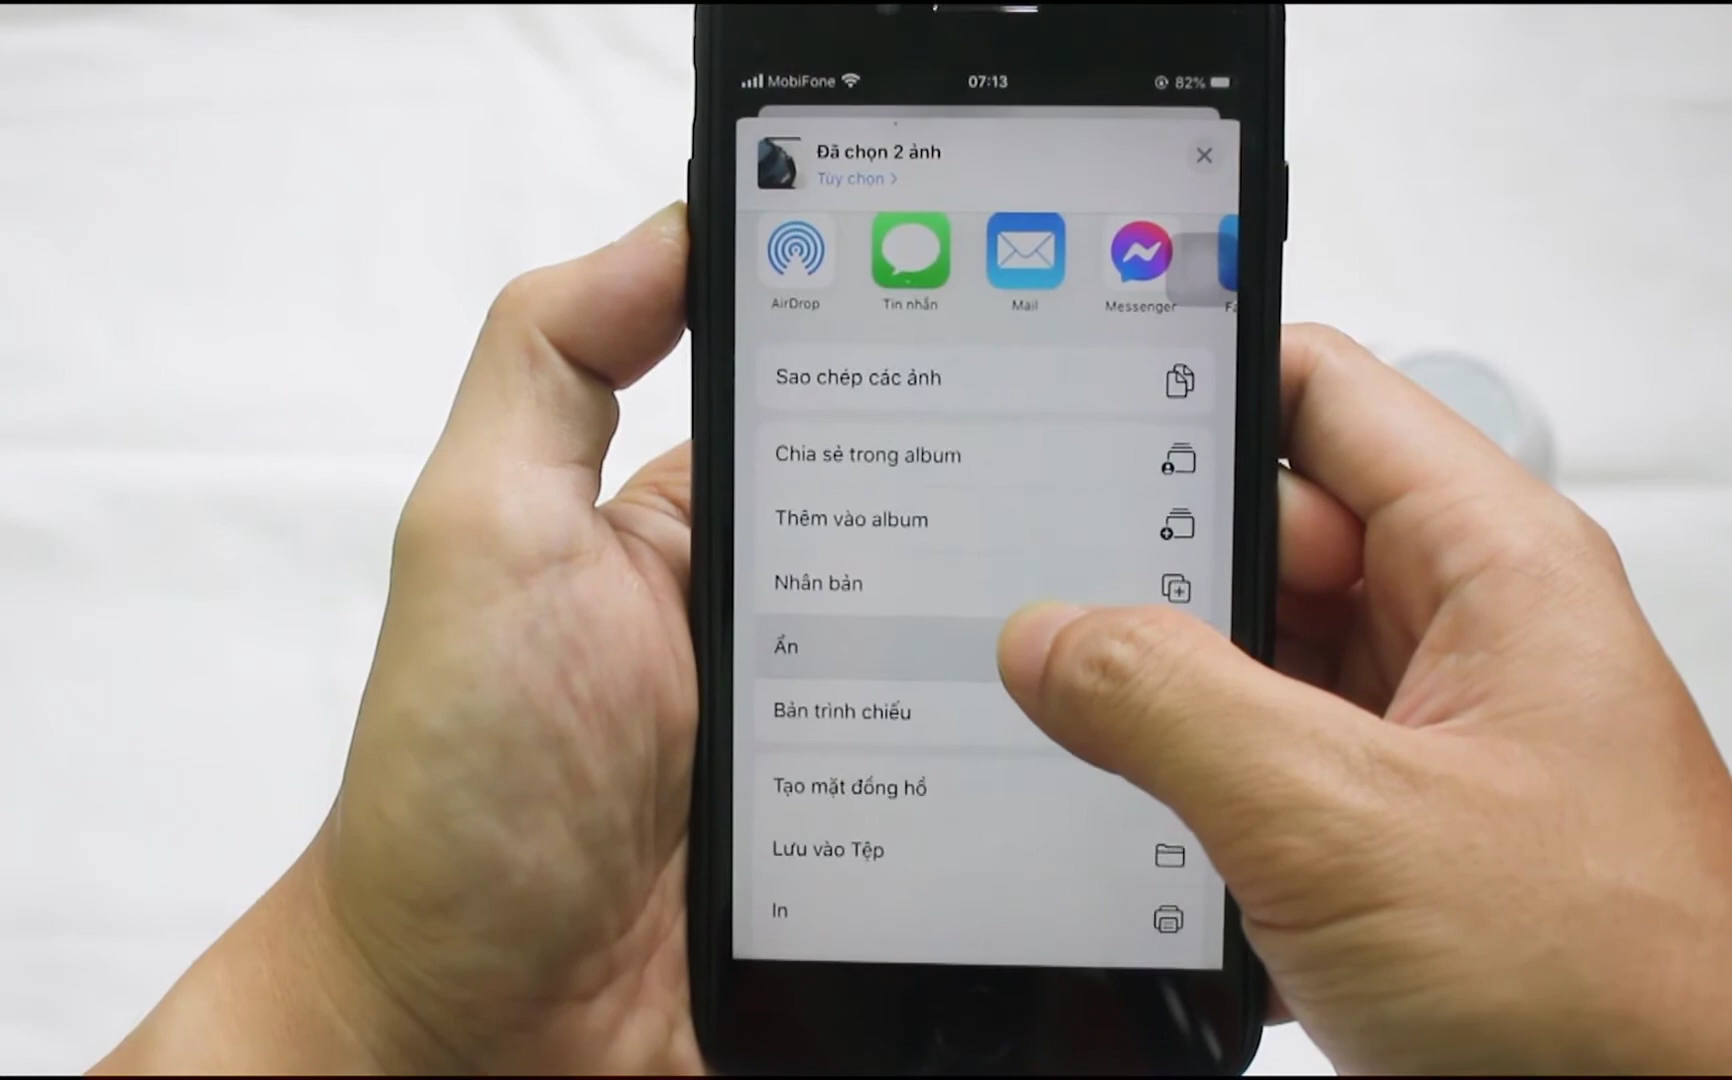 MobiFone 07:13 82%
Đã chọn 2 ảnh
Tùy chọn >
AirDrop Tin nhắn Mail Messenger
Sao chép các ảnh
Chia sẻ trong album
Thêm vào album
Nhân bản
Ẩn
Bản trình chiếu
Tạo mặt đồng hồ
Lưu vào Tệp
In